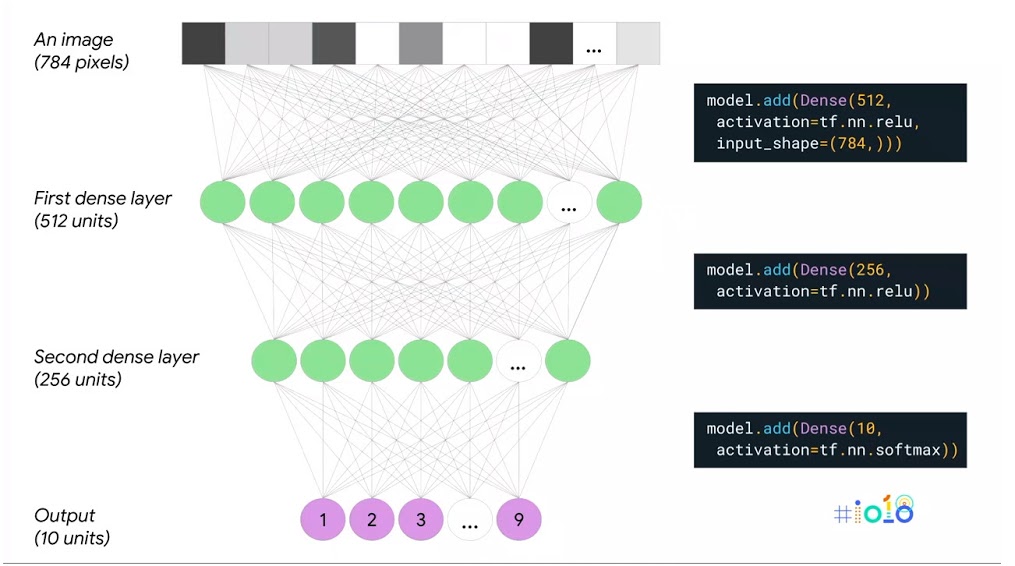 An image
(784 pixels)
...
model.add(Dense(512,
activation=tf.nn.relu,
input_shape=(784,)))
First dense layer
(512 units)
...
model.add(Dense(256,
activation=tf.nn.relu))
Second dense layer
(256 units)
...
model.add(Dense(10,
activation=tf.nn.softmax))
Output
(10 units)
1 2 3 ... 9
#io18